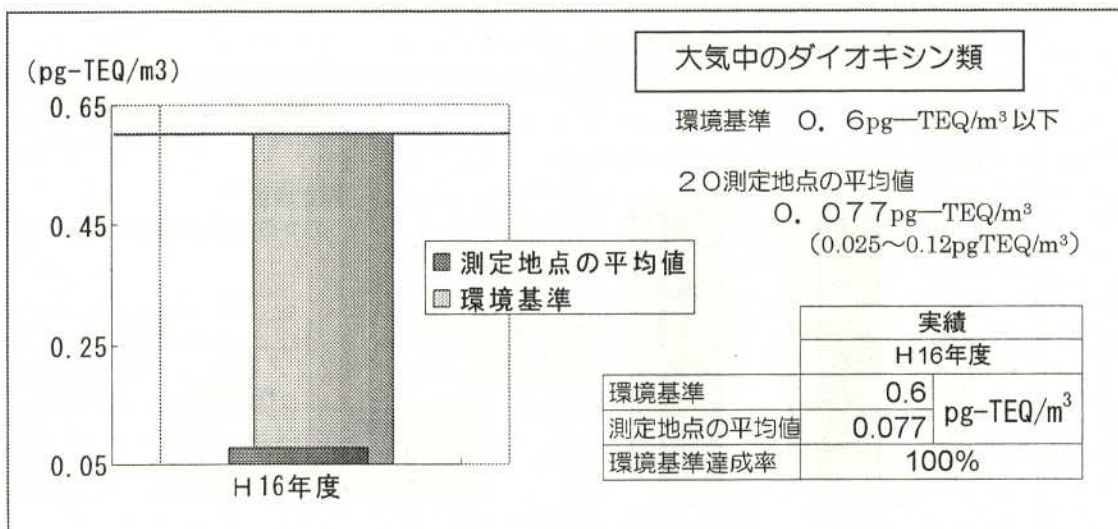 (pg-TEQ/m3)
0.65
0.45
0.25
0.05
H16年度
測定地点の平均値
環境基準
大気中のダイオキシン類
環境基準 0.6pg—TEQ/m³以下
20測定地点の平均値
0.077pg—TEQ/m³
(0.025～0.12pgTEQ/m³)
実績
H16年度
環境基準 0.6 pg-TEQ/m³
測定地点の平均値 0.077
環境基準達成率 100%